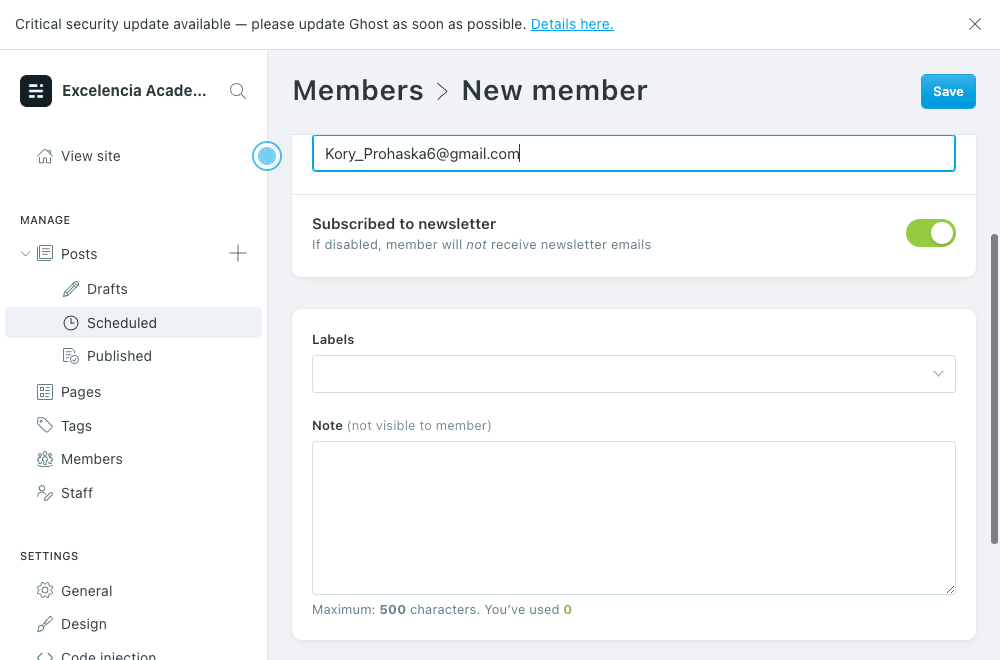 Critical security update available — please update Ghost as soon as possible. Details here.
Excelencia Acade...
View site
MANAGE
Posts
Drafts
Scheduled
Published
Pages
Tags
Members
Staff
SETTINGS
General
Design
Code injection
Members > New member
Save
Kory_Prohaska6@gmail.com
Subscribed to newsletter
If disabled, member will not receive newsletter emails
Labels
Note (not visible to member)
Maximum: 500 characters. You’ve used 0